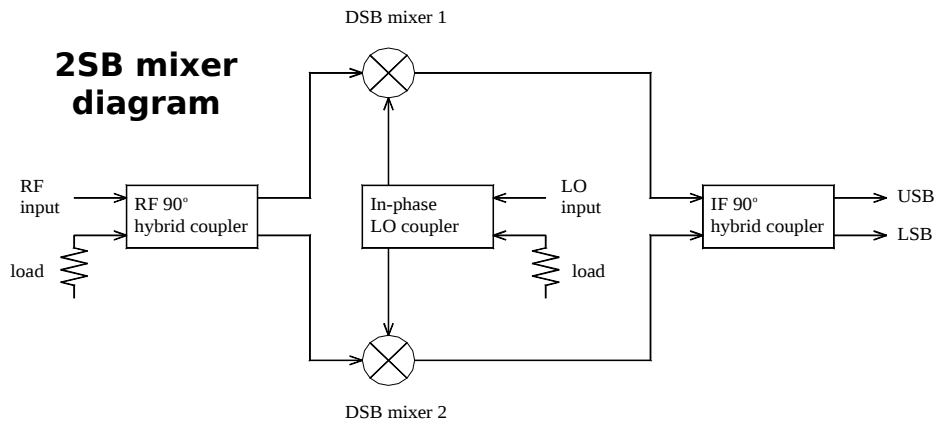 DSB mixer 1
2SB mixer
diagram
RF
input
RF 90°
hybrid coupler
load
In-phase
LO coupler
LO
input
load
IF 90°
hybrid coupler
USB
LSB
DSB mixer 2